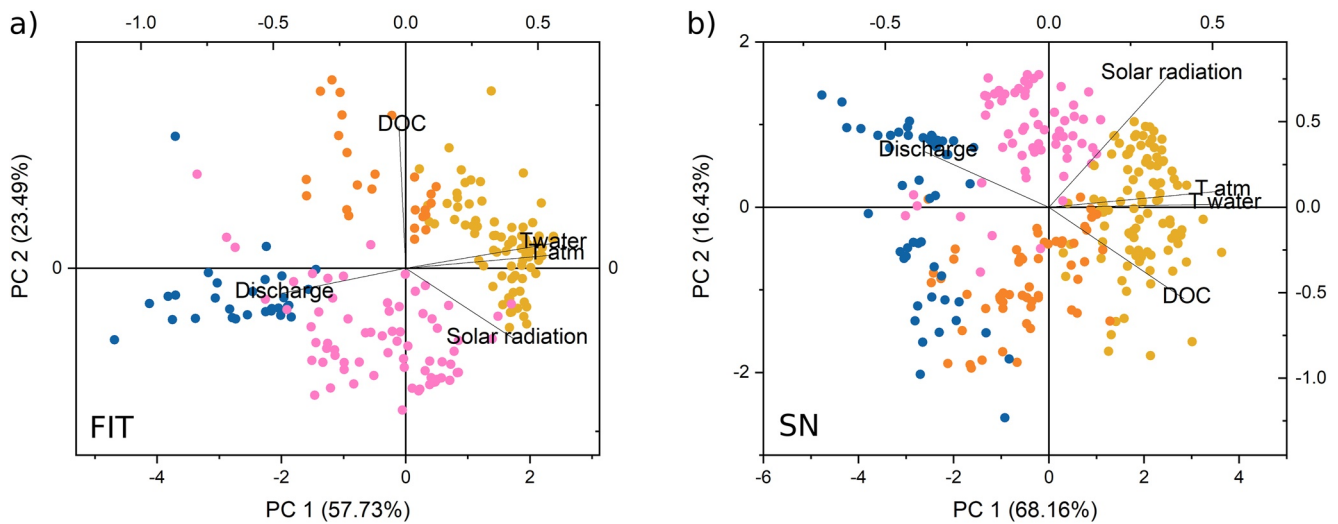 a)
-1.0 -0.5 0.0 0.5
PC 2 (23.49%)
0
0
DOC
Twater
T atm
Discharge
Solar radiation
FIT
-4 -2 0 2
PC 1 (57.73%)
b)
-0.5 0.0 0.5
PC 2 (16.43%)
2
0
-2
0.5
0.0
-0.5
-1.0
Solar radiation
Discharge
T atm
T water
DOC
SN
-6 -4 -2 0 2 4
PC 1 (68.16%)